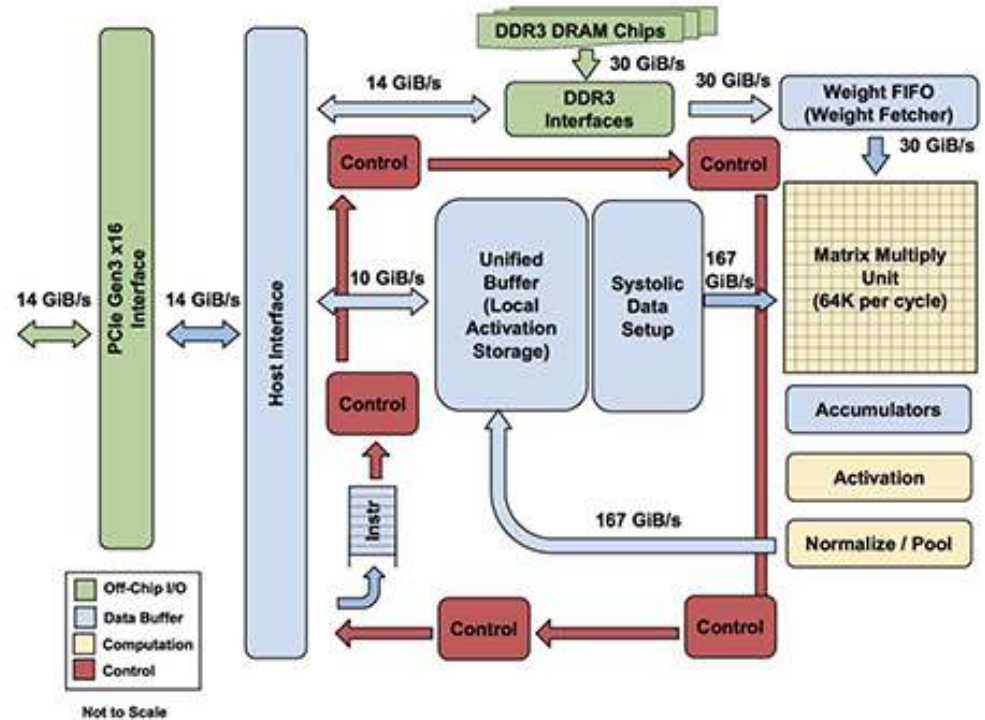 DDR3 DRAM Chips
30 GiB/s
14 GiB/s
DDR3
Interfaces
30 GiB/s
Weight FIFO
(Weight Fetcher)
30 GiB/s
Control
Control
PCIe Gen3 x16
Interface
Host Interface
14 GiB/s
14 GiB/s
10 GiB/s
Unified
Buffer
(Local
Activation
Storage)
Systolic
Data
Setup
167
GiB/s
Matrix Multiply
Unit
(64K per cycle)
Control
Accumulators
Activation
Instr
167 GiB/s
Normalize / Pool
Off-Chip I/O
Data Buffer
Computation
Control
Control
Control
Not to Scale